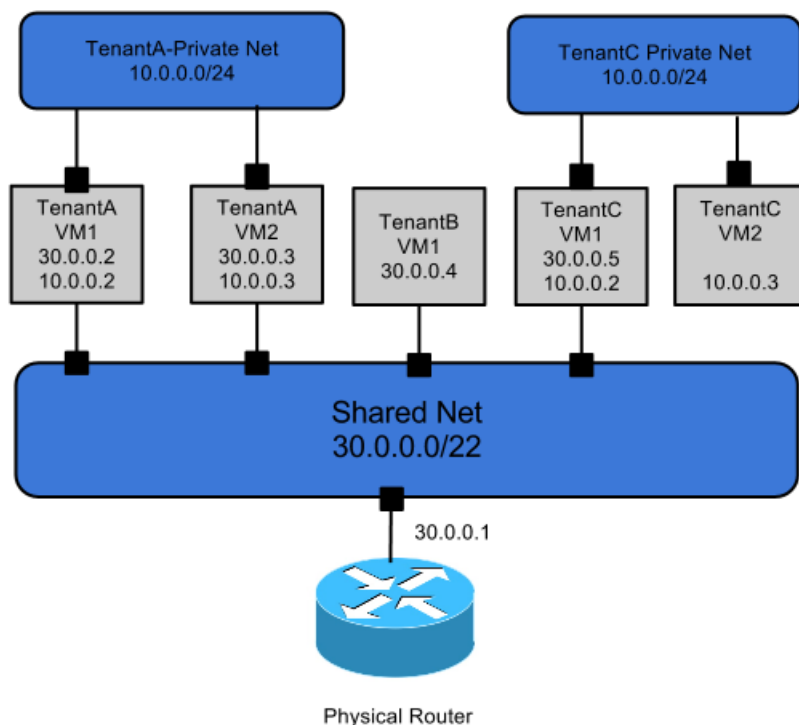 TenantA-Private Net
10.0.0.0/24
TenantC Private Net
10.0.0.0/24
TenantA
VM1
30.0.0.2
10.0.0.2
TenantA
VM2
30.0.0.3
10.0.0.3
TenantB
VM1
30.0.0.4
TenantC
VM1
30.0.0.5
10.0.0.2
TenantC
VM2
10.0.0.3
Shared Net
30.0.0.0/22
30.0.0.1
Physical Router